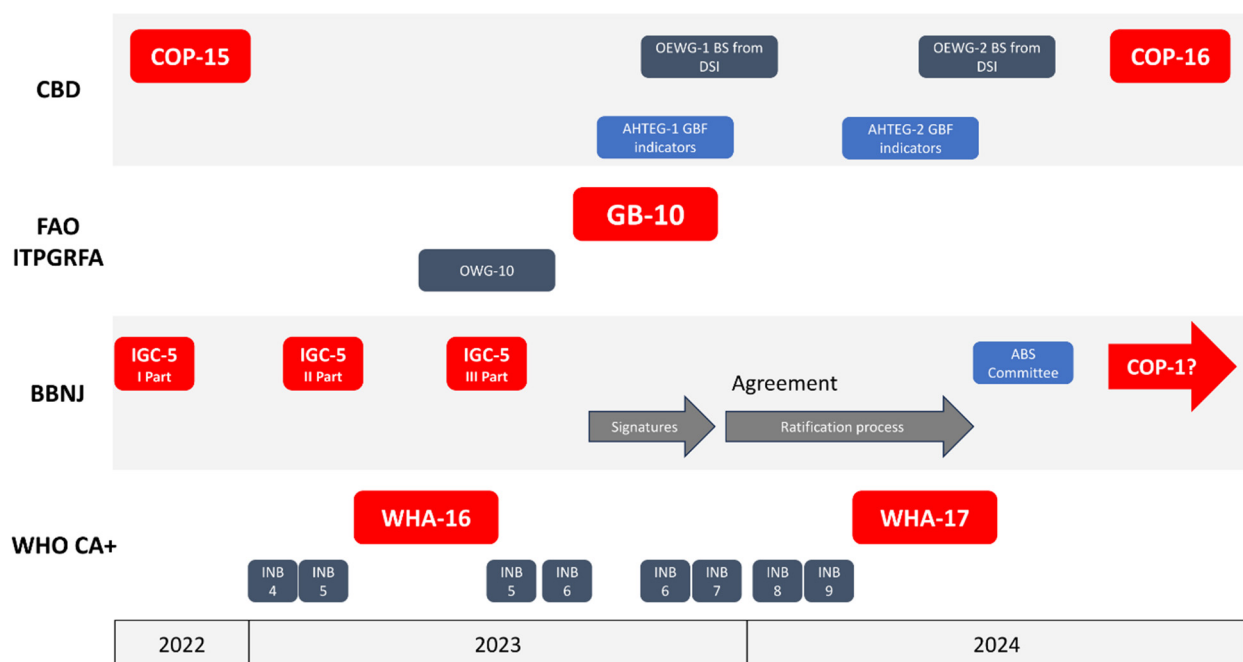 COP-15
OEWG-1 BS from
DSI
OEWG-2 BS from
DSI
COP-16
CBD
AHTEG-1 GBF
indicators
AHTEG-2 GBF
indicators
FAO
ITPGRFA
GB-10
OWG-10
BBNJ
IGC-5
I Part
IGC-5
II Part
IGC-5
III Part
ABS
Committee
COP-1?
Agreement
Signatures
Ratification process
WHO CA+
WHA-16
WHA-17
INB
4
INB
5
INB
5
INB
6
INB
6
INB
7
INB
8
INB
9
2022
2023
2024